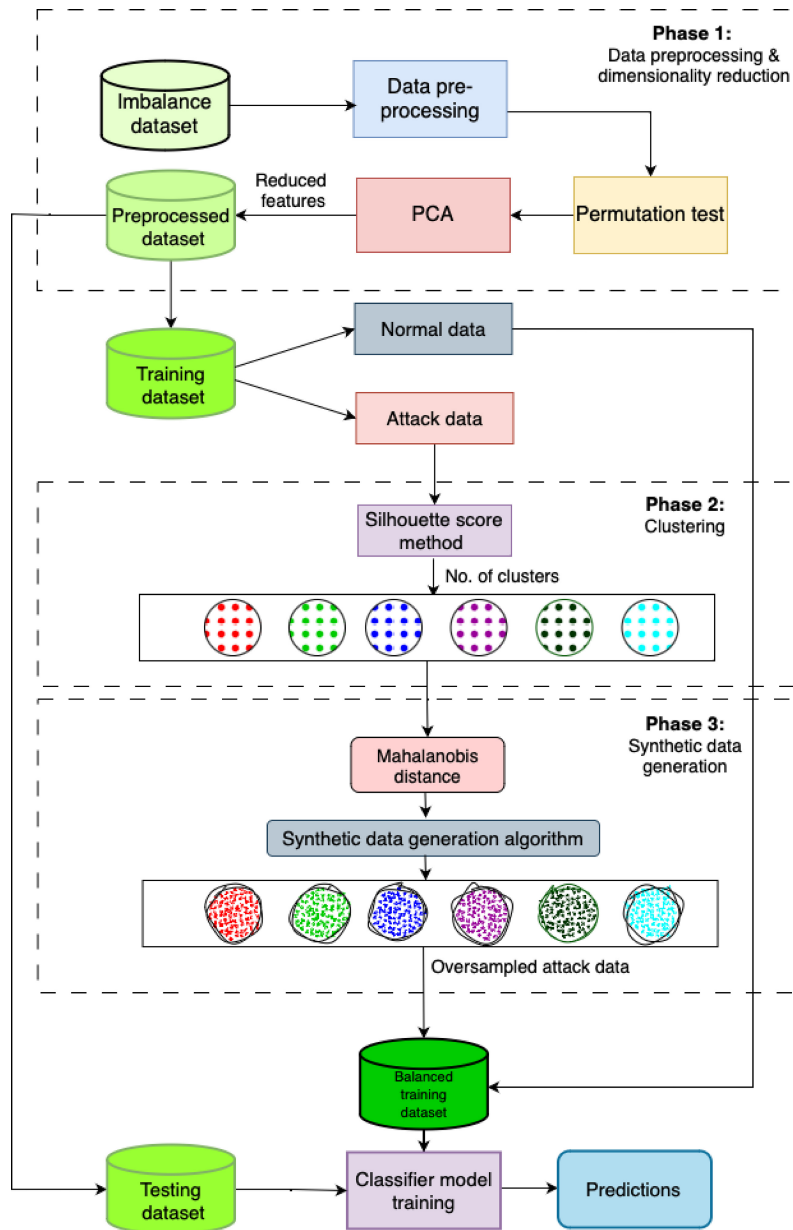 Phase 1:
Data preprocessing &
dimensionality reduction
Imbalance
dataset
Data pre-
processing
Reduced
features
Preprocessed
dataset
PCA
Permutation test
Normal data
Training
dataset
Attack data
Phase 2:
Clustering
Silhouette score
method
No. of clusters
Phase 3:
Synthetic data
generation
Mahalanobis
distance
Synthetic data generation algorithm
Oversampled attack data
Balanced
training
dataset
Testing
dataset
Classifier model
training
Predictions